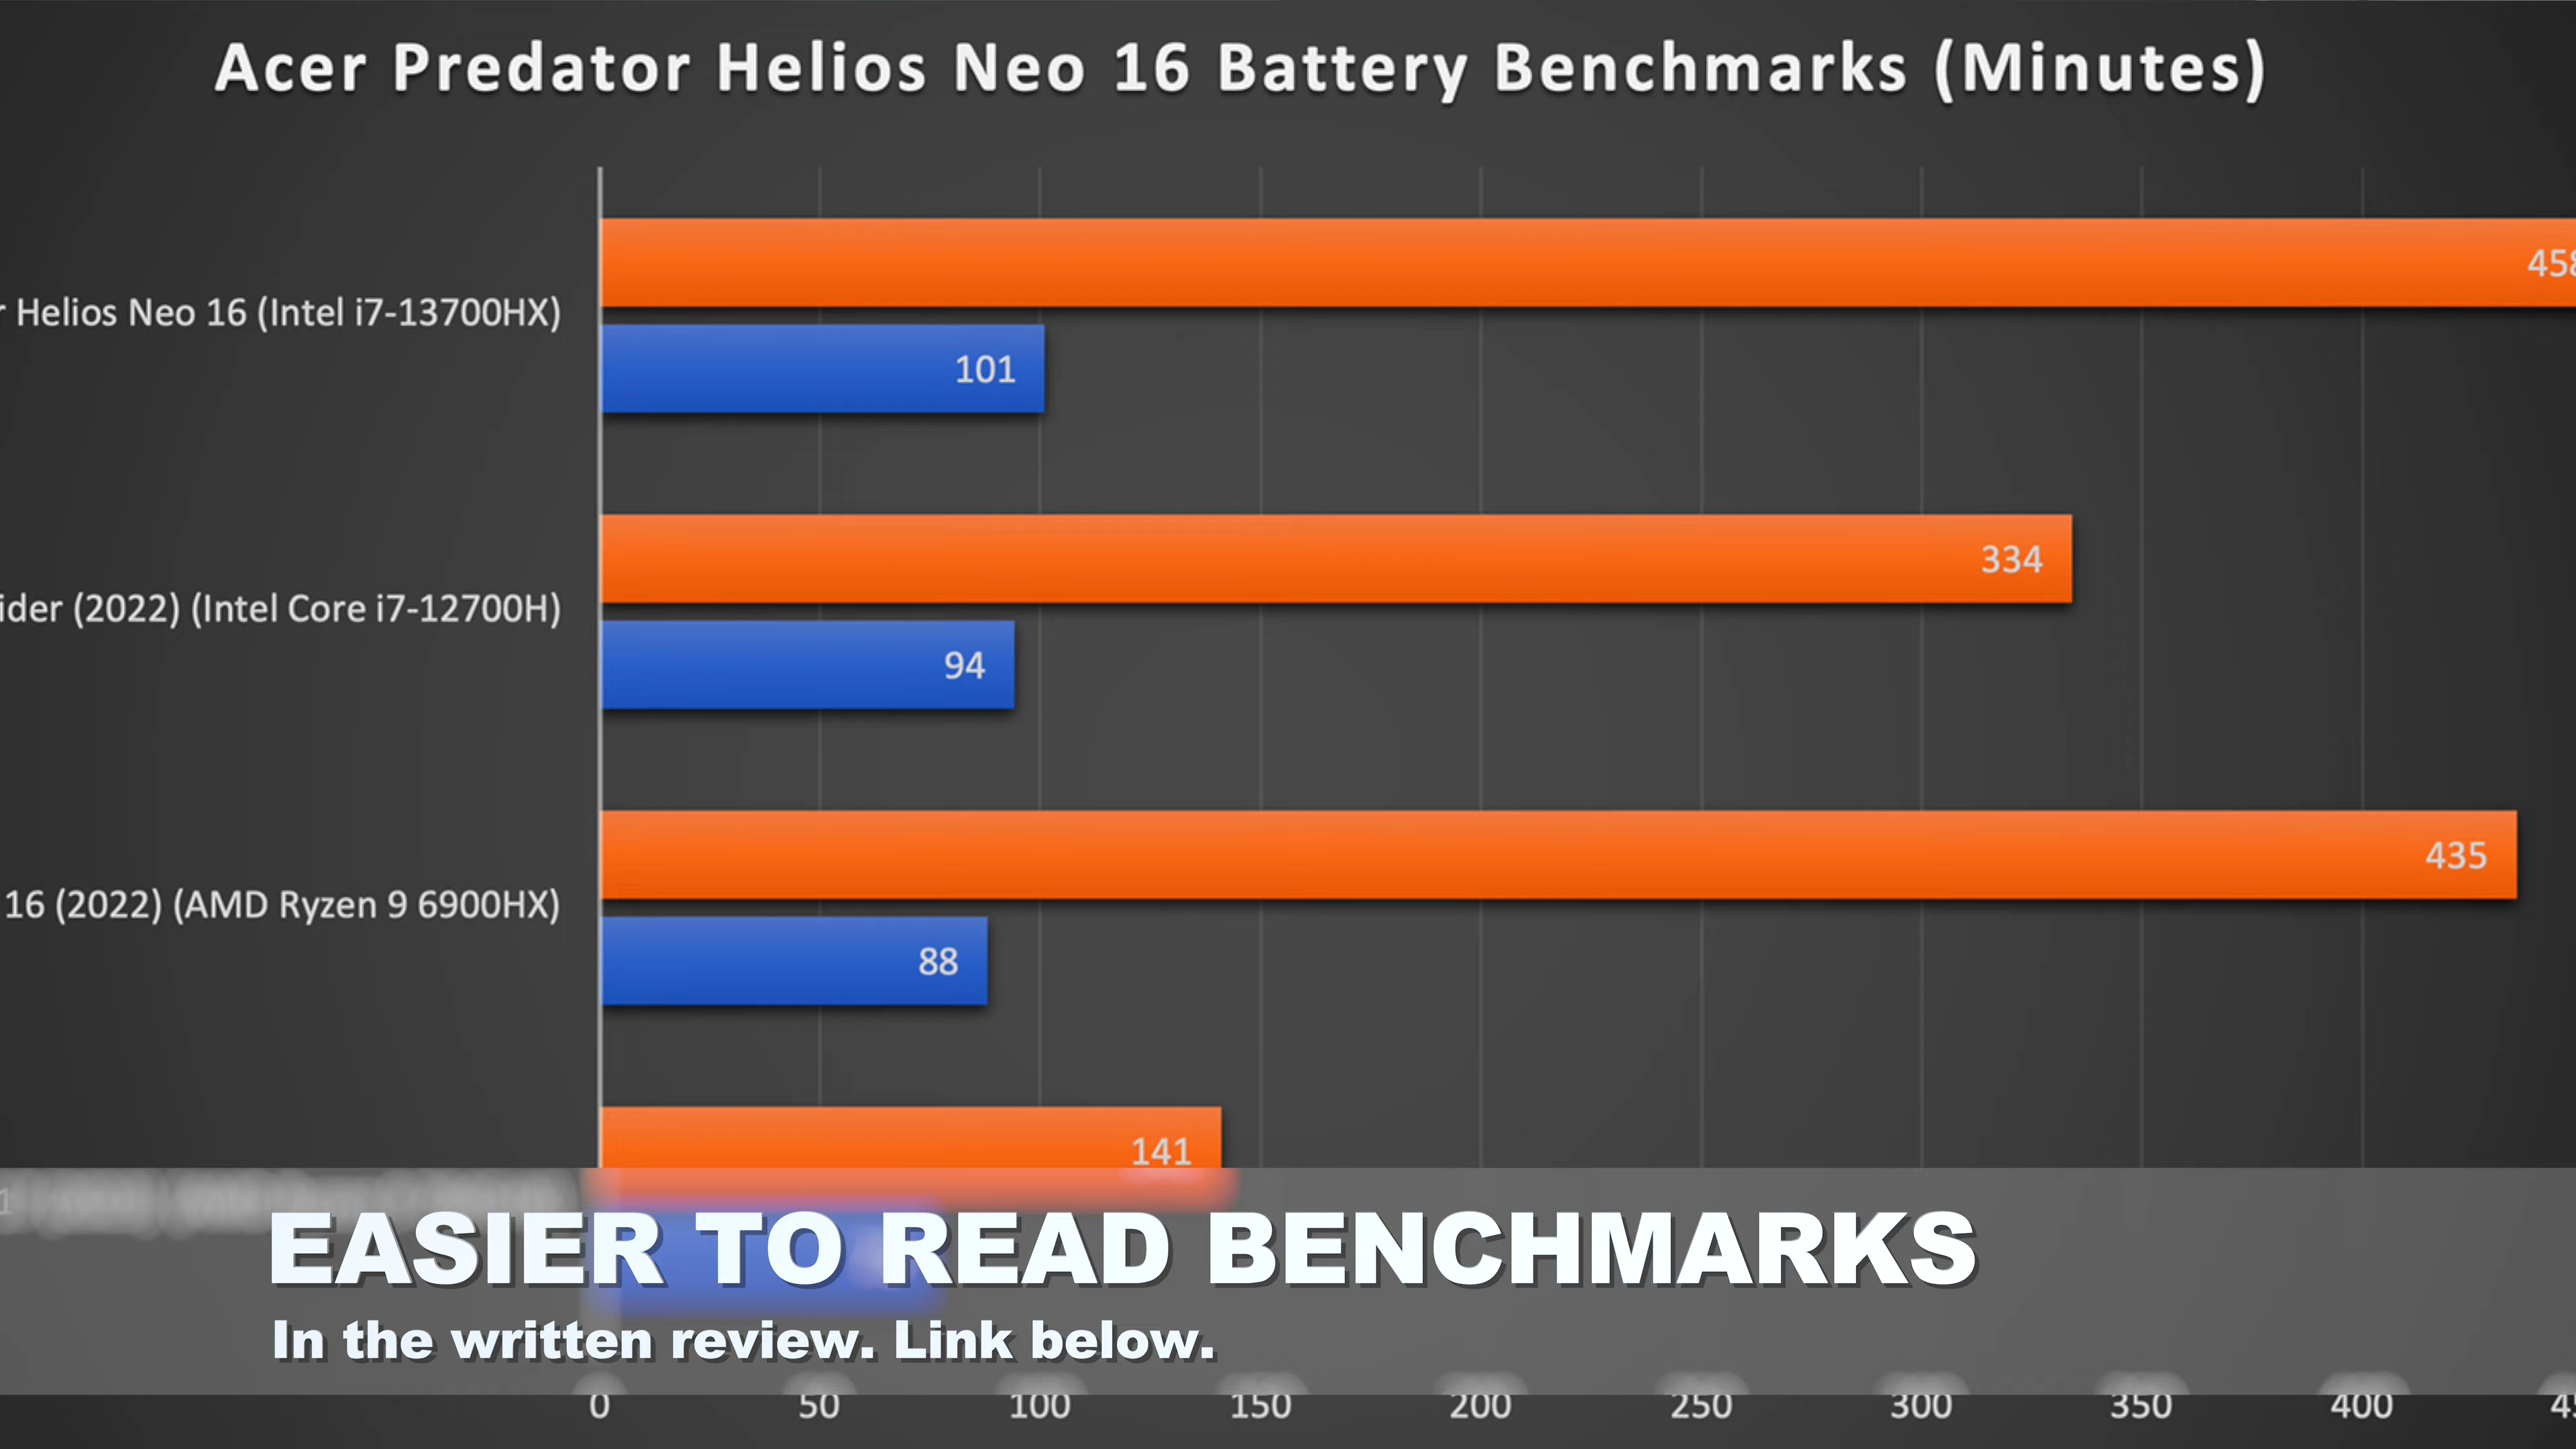 Acer Predator Helios Neo 16 Battery Benchmarks (Minutes)
458
r Helios Neo 16 (Intel i7-13700HX)
101
334
ider (2022) (Intel Core i7-12700H)
94
435
16 (2022) (AMD Ryzen 9 6900HX)
88
141
EASIER TO READ BENCHMARKS
In the written review. Link below.
0 50 100 150 200 250 300 350 400